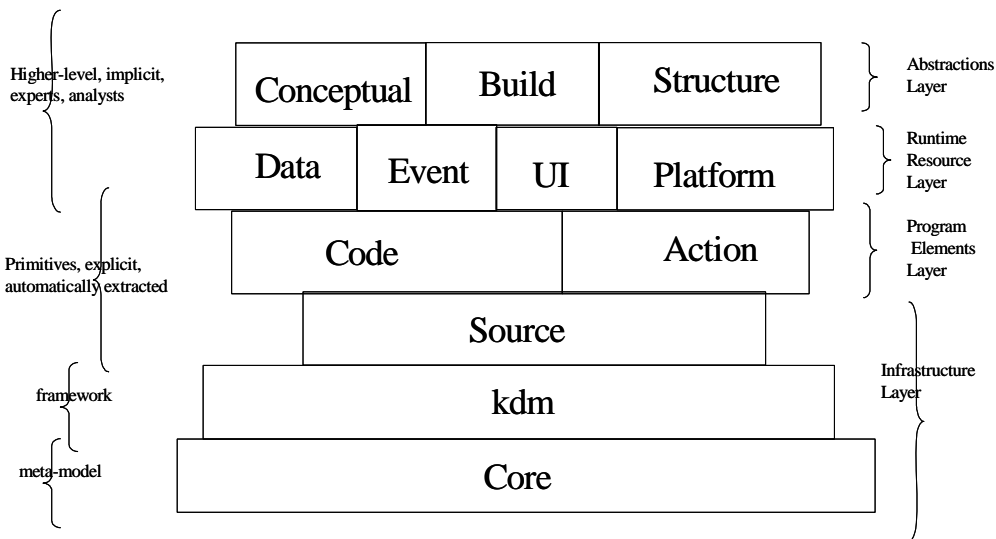 Higher-level, implicit,
experts, analysts
Conceptual
Build
Structure
Abstractions
Layer
Data
Event
UI
Platform
Runtime
Resource
Layer
Code
Action
Program
Elements
Layer
Primitives, explicit,
automatically extracted
Source
Infrastructure
Layer
framework
kdm
meta-model
Core